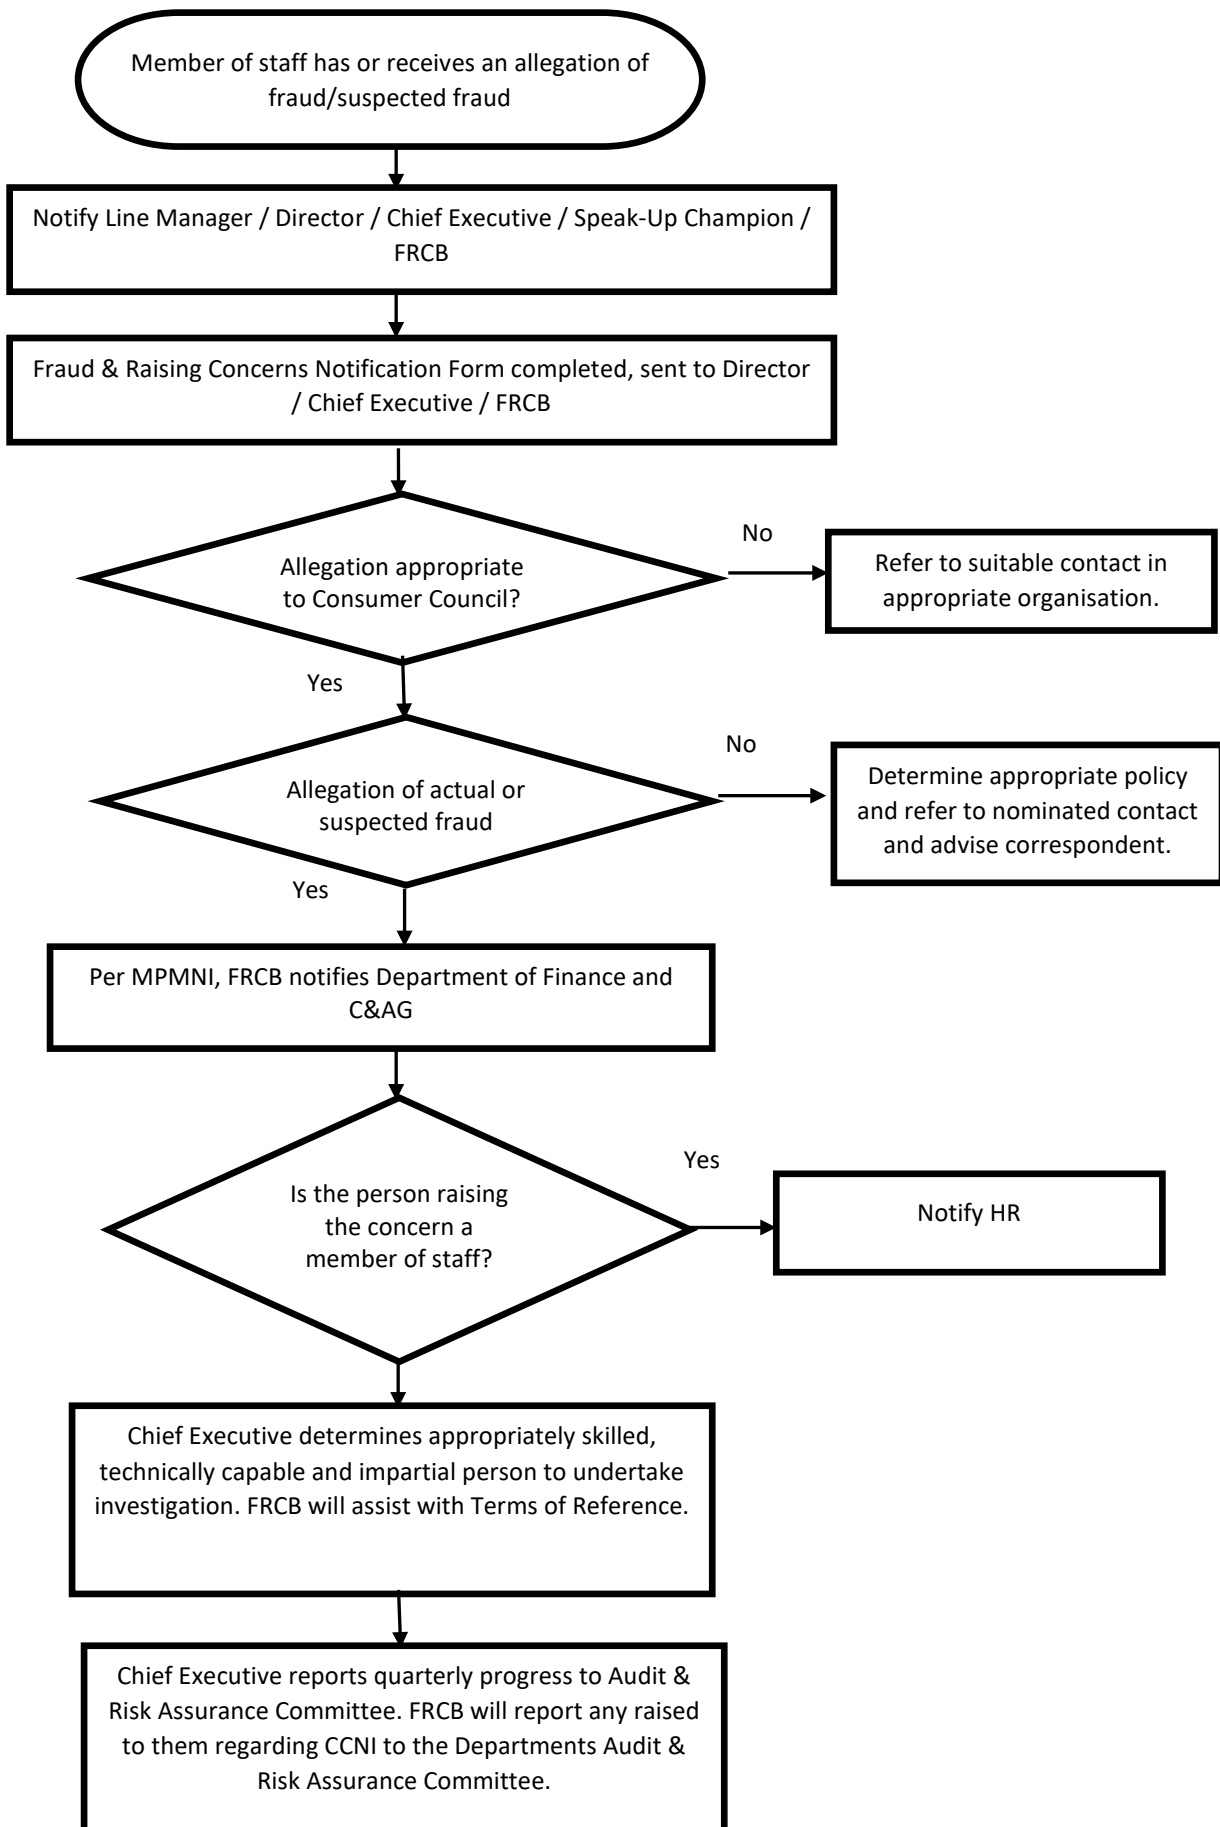 Member of staff has or receives an allegation of
fraud/suspected fraud
Notify Line Manager / Director / Chief Executive / Speak-Up Champion /
FRCB
Fraud & Raising Concerns Notification Form completed, sent to Director
/ Chief Executive / FRCB
Allegation appropriate
to Consumer Council?
No
Refer to suitable contact in
appropriate organisation.
Yes
Allegation of actual or
suspected fraud
No
Determine appropriate policy
and refer to nominated contact
and advise correspondent.
Yes
Per MPMNI, FRCB notifies Department of Finance and
C&AG
Is the person raising
the concern a
member of staff?
Yes
Notify HR
Chief Executive determines appropriately skilled,
technically capable and impartial person to undertake
investigation. FRCB will assist with Terms of Reference.
Chief Executive reports quarterly progress to Audit &
Risk Assurance Committee. FRCB will report any raised
to them regarding CCNI to the Departments Audit &
Risk Assurance Committee.